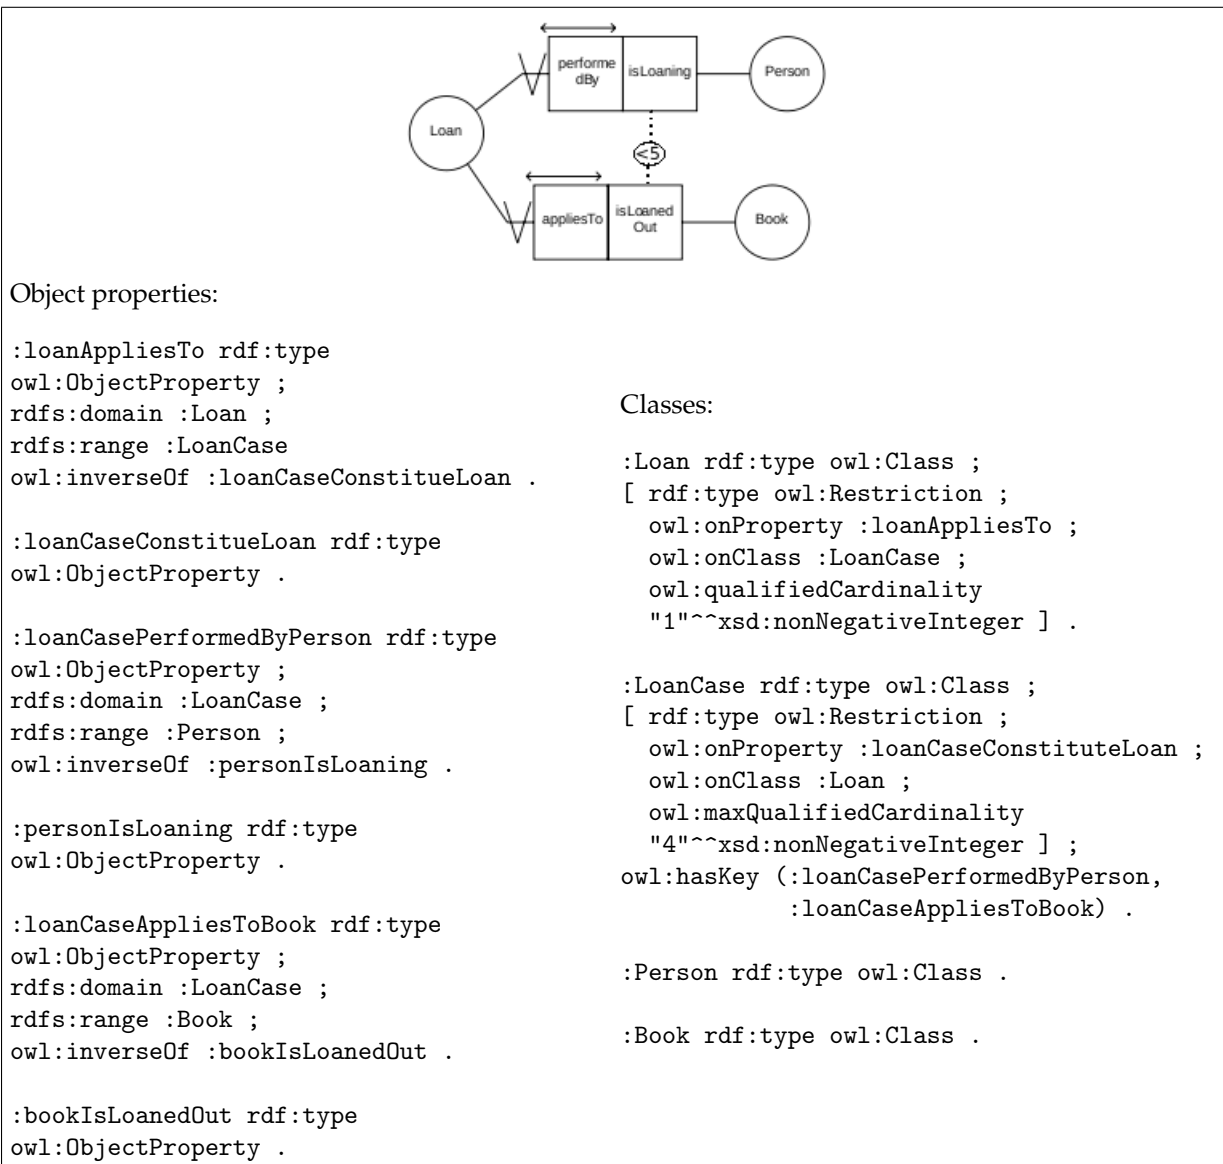 performe
dBy
isLoaning
Person
Loan
<5
appliesTo
isLoaned
Out
Book
Object properties:
:loanAppliesTo rdf:type
owl:ObjectProperty ;
rdfs:domain :Loan ;
rdfs:range :LoanCase
owl:inverseOf :loanCaseConstitueLoan .
:loanCaseConstitueLoan rdf:type
owl:ObjectProperty .
:loanCasePerformedByPerson rdf:type
owl:ObjectProperty ;
rdfs:domain :LoanCase ;
rdfs:range :Person ;
owl:inverseOf :personIsLoaning .
:personIsLoaning rdf:type
owl:ObjectProperty .
:loanCaseAppliesToBook rdf:type
owl:ObjectProperty ;
rdfs:domain :LoanCase ;
rdfs:range :Book ;
owl:inverseOf :bookIsLoanedOut .
:bookIsLoanedOut rdf:type
owl:ObjectProperty .
Classes:
:Loan rdf:type owl:Class ;
[ rdf:type owl:Restriction ;
owl:onProperty :loanAppliesTo ;
owl:onClass :LoanCase ;
owl:qualifiedCardinality
"1"^^xsd:nonNegativeInteger ] .
:LoanCase rdf:type owl:Class ;
[ rdf:type owl:Restriction ;
owl:onProperty :loanCaseConstituteLoan ;
owl:onClass :Loan ;
owl:maxQualifiedCardinality
"4"^^xsd:nonNegativeInteger ] ;
owl:hasKey (:loanCasePerformedByPerson,
:loanCaseAppliesToBook) .
:Person rdf:type owl:Class .
:Book rdf:type owl:Class .